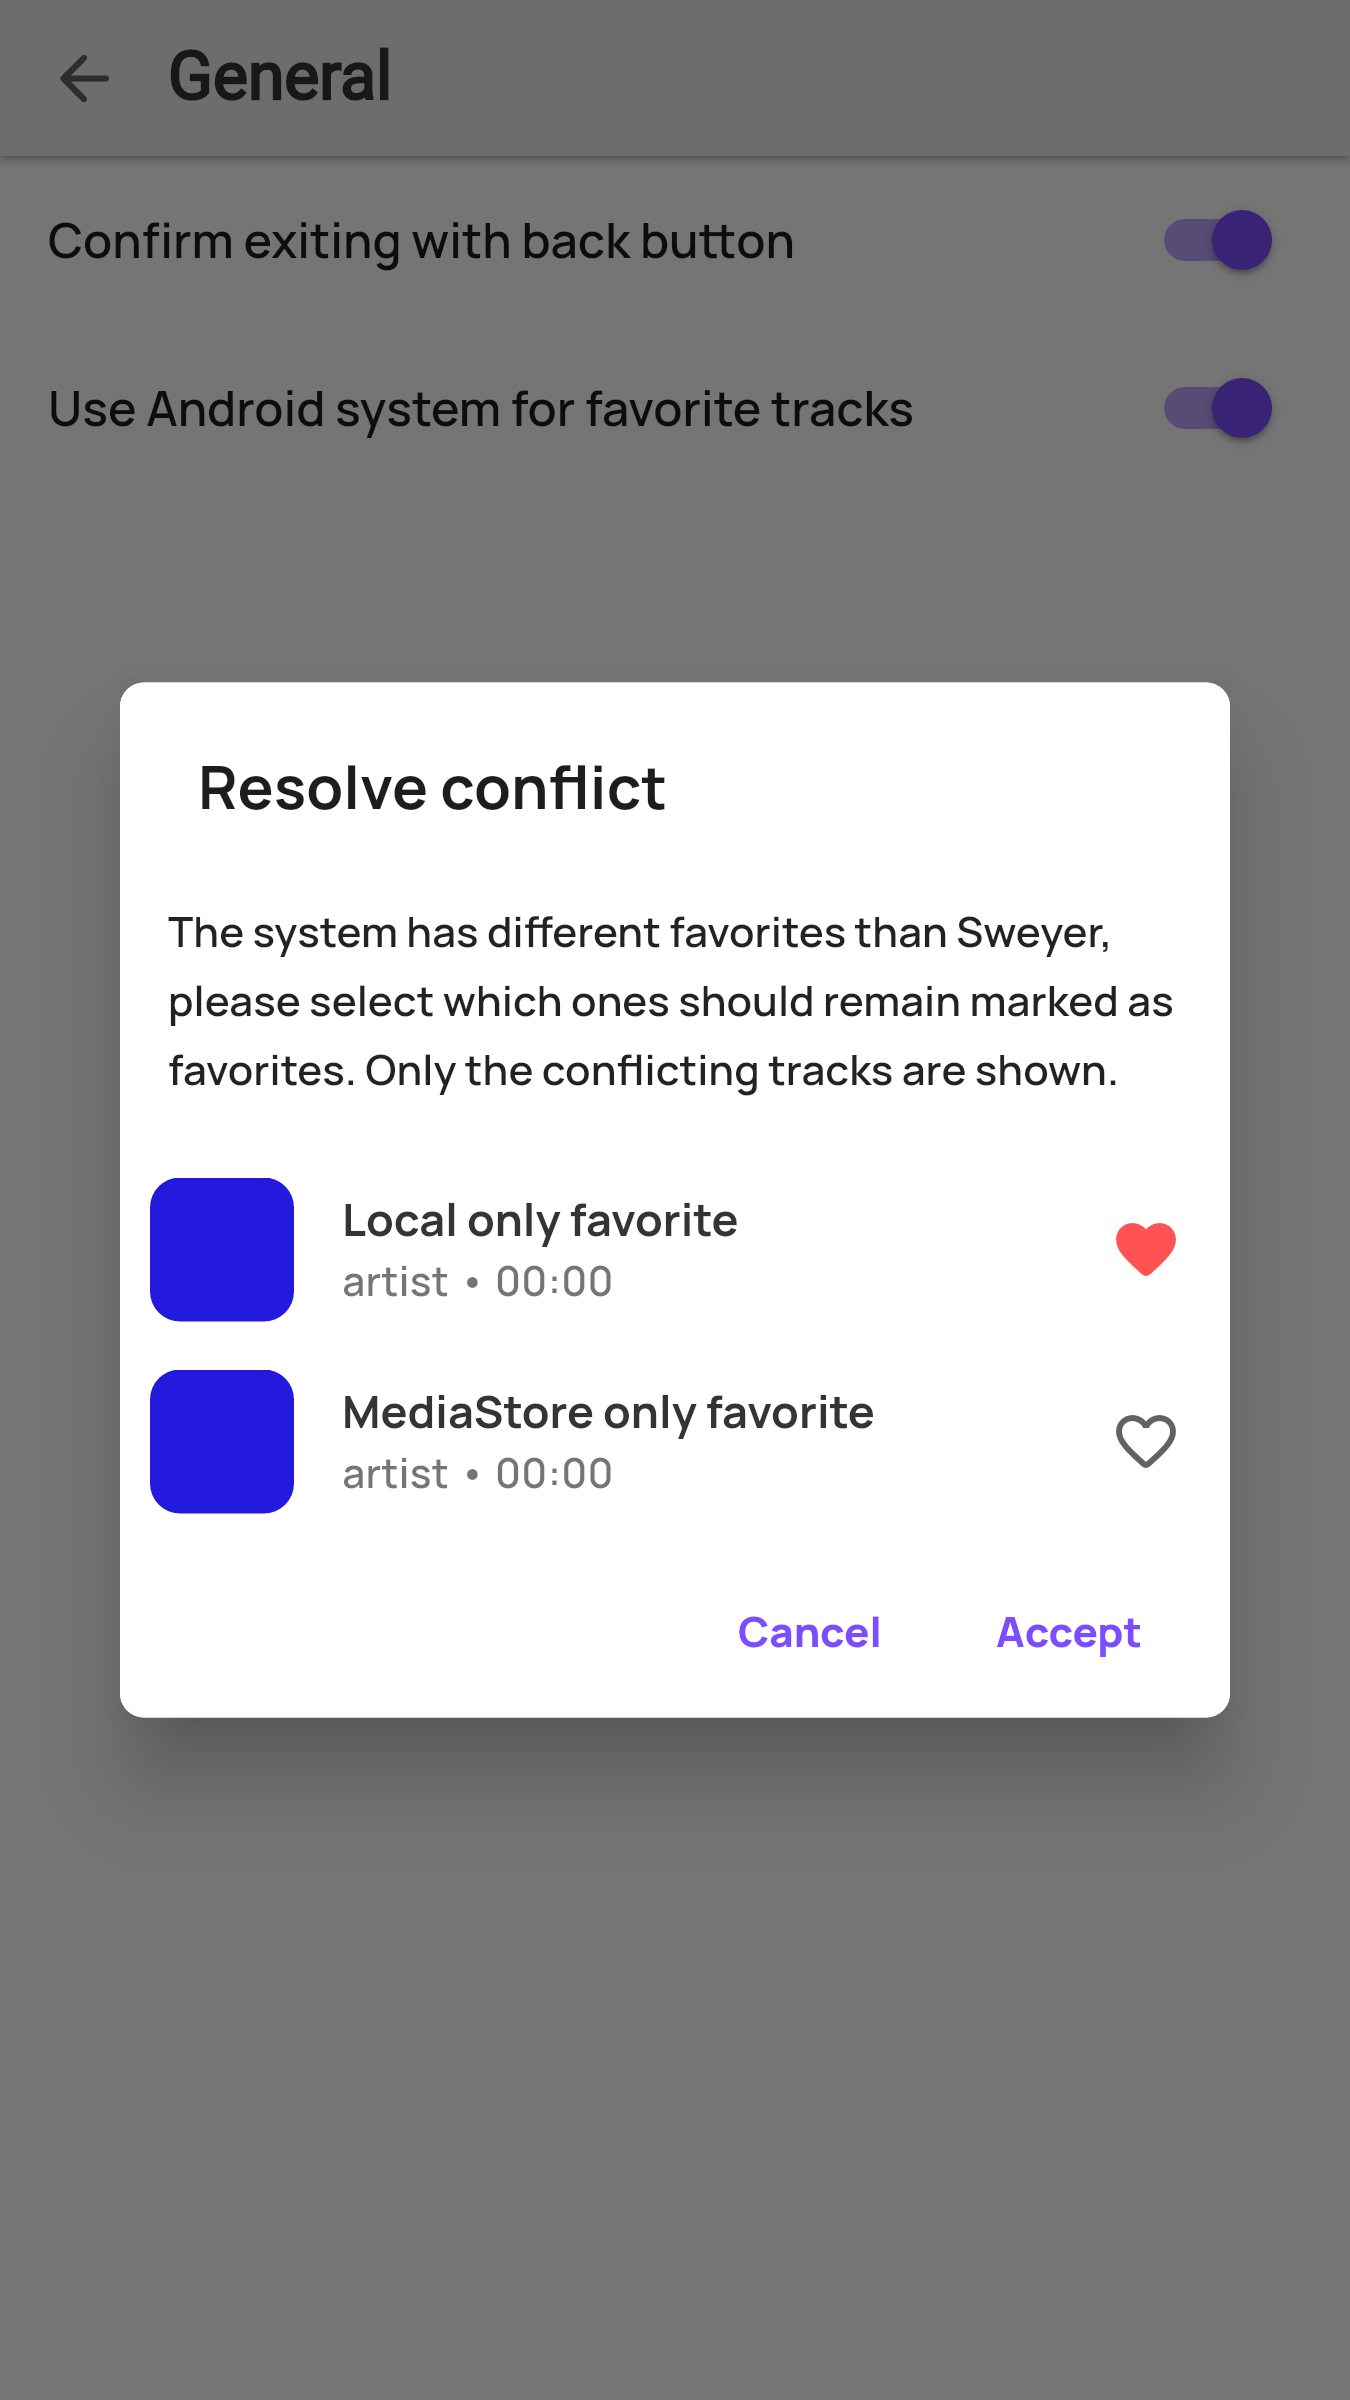 General
Confirm exiting with back button
Use Android system for favorite tracks
Resolve conflict
The system has different favorites than Sweyer,
please select which ones should remain marked as
favorites. Only the conflicting tracks are shown.
Local only favorite
artist • 00:00
MediaStore only favorite
artist • 00:00
Cancel Accept